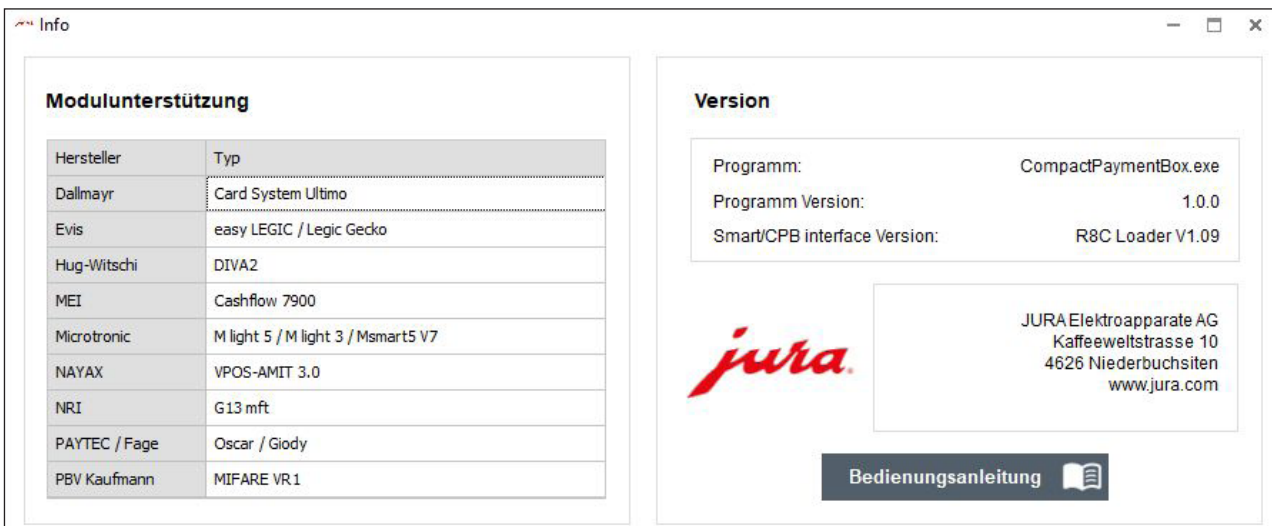 Info
Modulunterstützung
Hersteller Typ
Dallmayr Card System Ultimo
Evis easy LEGIC / Legic Gecko
Hug-Witschi DIVA2
MEI Cashflow 7900
Microtronic M light 5 / M light 3 / Msmart5 V7
NAYAX VPOS-AMIT 3.0
NRI G13 mft
PAYTEC / Fage Oscar / Giody
PBV Kaufmann MIFARE VR1
Version
Programm: CompactPaymentBox.exe
Programm Version: 1.0.0
Smart/CPB interface Version: R8C Loader V1.09
jura
JURA Elektroapparate AG
Kaffeeweltstrasse 10
4626 Niederbuchsiten
www.jura.com
Bedienungsanleitung